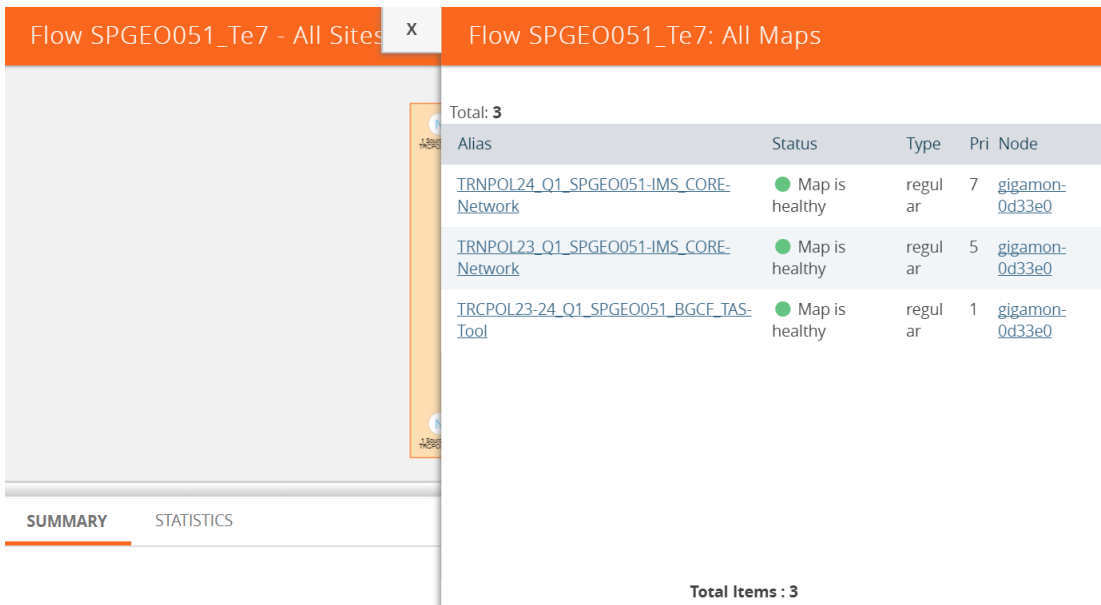 Flow SPGEO051_Te7 - All Sites
X
Flow SPGEO051_Te7: All Maps
Total: 3
Alias Status Type Pri Node
TRNPOL24_Q1_SPGEO051-IMS_CORE- Map is regul 7 gigamon-
Network healthy ar 0d33e0
TRNPOL23_Q1_SPGEO051-IMS_CORE- Map is regul 5 gigamon-
Network healthy ar 0d33e0
TRCPOL23-24_Q1_SPGEO051_BGCF_TAS- Map is regul 1 gigamon-
Tool healthy ar 0d33e0
SUMMARY STATISTICS
Total Items : 3